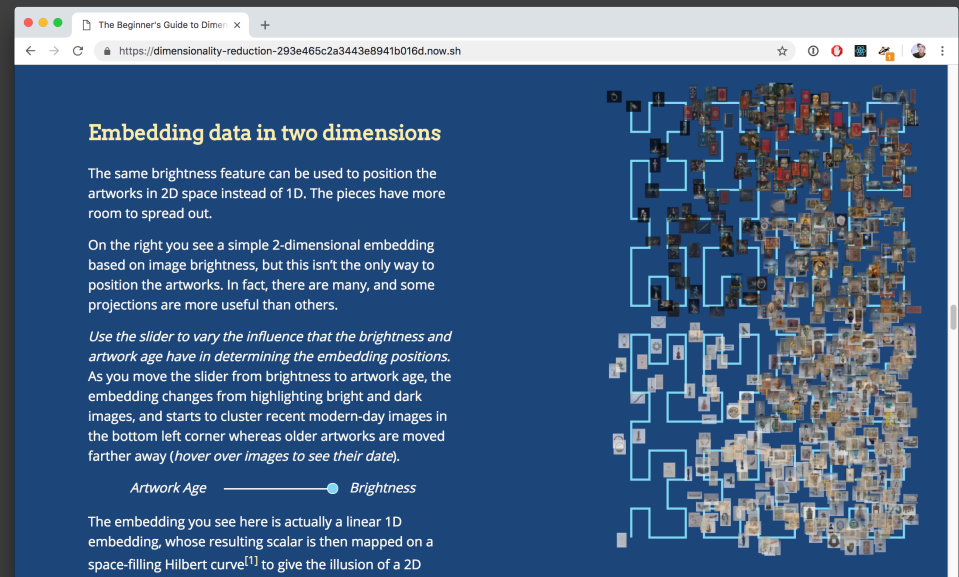 The Beginner's Guide to Dimen
https://dimensionality-reduction-293e465c2a3443e8941b016d.now.sh
1
Embedding data in two dimensions
The same brightness feature can be used to position the
artworks in 2D space instead of 1D. The pieces have more
room to spread out.
On the right you see a simple 2-dimensional embedding
based on image brightness, but this isn't the only way to
position the artworks. In fact, there are many, and some
projections are more useful than others.
Use the slider to vary the influence that the brightness and
artwork age have in determining the embedding positions.
As you move the slider from brightness to artwork age, the
embedding changes from highlighting bright and dark
images, and starts to cluster recent modern-day images in
the bottom left corner whereas older artworks are moved
farther away (hover over images to see their date).
Artwork Age Brightness
The embedding you see here is actually a linear 1D
embedding, whose resulting scalar is then mapped on a
space-filling Hilbert curve[1] to give the illusion of a 2D